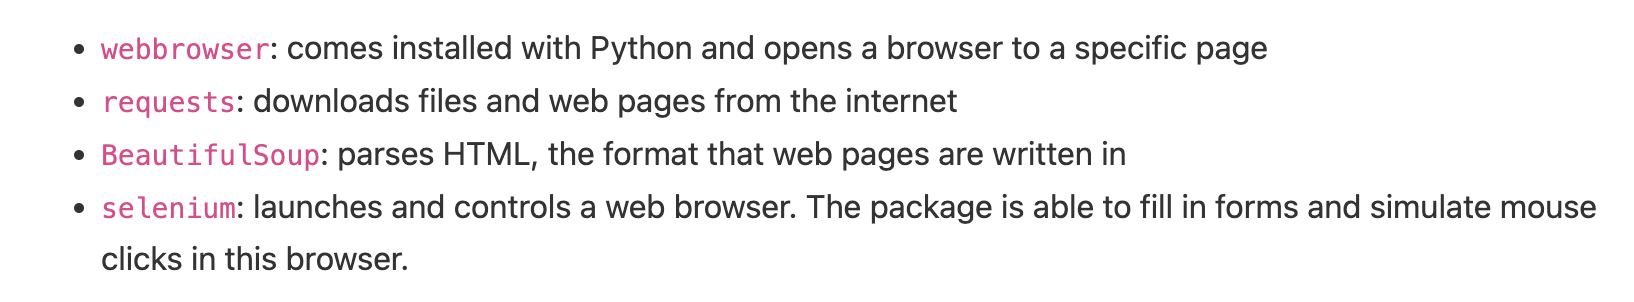 • webbrowser: comes installed with Python and opens a browser to a specific page
• requests: downloads files and web pages from the internet
• BeautifulSoup: parses HTML, the format that web pages are written in
• selenium: launches and controls a web browser. The package is able to fill in forms and simulate mouse
clicks in this browser.